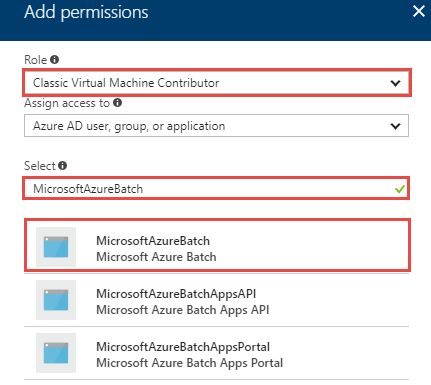 Add permissions
Role
Classic Virtual Machine Contributor
Assign access to
Azure AD user, group, or application
Select
MicrosoftAzureBatch
MicrosoftAzureBatch
Microsoft Azure Batch
MicrosoftAzureBatchAppsAPI
Microsoft Azure Batch Apps API
MicrosoftAzureBatchAppsPortal
Microsoft Azure Batch Apps Portal